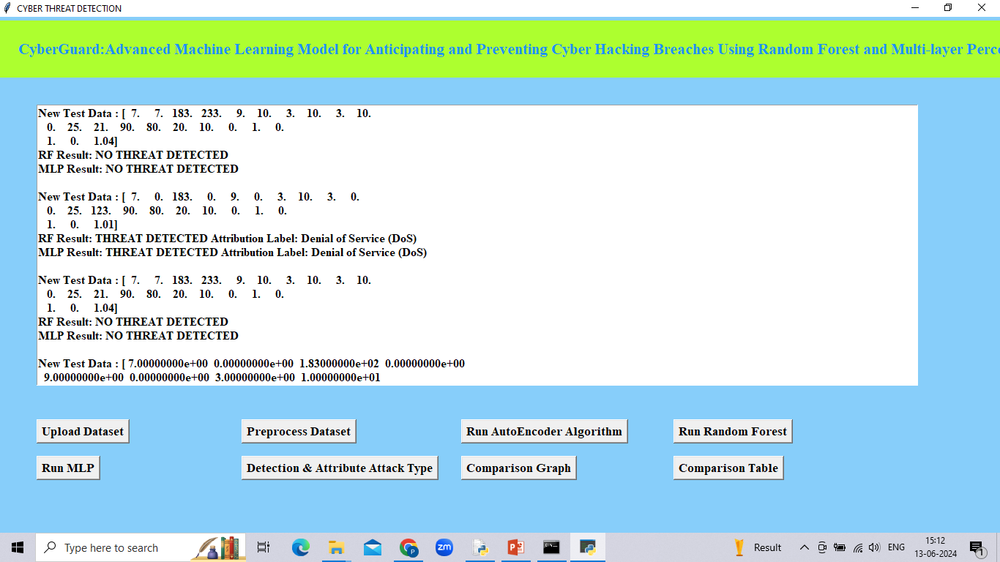 CYBER THREAT DETECTION
CyberGuard:Advanced Machine Learning Model for Anticipating and Preventing Cyber Hacking Breaches Using Random Forest and Multi-layer
New Test Data : [ 7. 7. 183. 233. 9. 10. 3. 10. 3. 10.
0. 25. 21. 90. 80. 20. 10. 0. 1. 0.
1. 0. 1.04]
RF Result: NO THREAT DETECTED
MLP Result: NO THREAT DETECTED
New Test Data : [ 7. 0. 183. 0. 9. 0. 3. 10. 3. 0.
0. 25. 123. 90. 80. 20. 10. 0. 1. 0.
1. 0. 1.01]
RF Result: THREAT DETECTED Attribution Label: Denial of Service (DoS)
MLP Result: THREAT DETECTED Attribution Label: Denial of Service (DoS)
New Test Data : [ 7. 7. 183. 233. 9. 10. 3. 10. 3. 10.
0. 25. 21. 90. 80. 20. 10. 0. 1. 0.
1. 0. 1.04]
RF Result: NO THREAT DETECTED
MLP Result: NO THREAT DETECTED
New Test Data : [ 7.00000000e+00 0.00000000e+00 1.83000000e+02 0.00000000e+00
9.00000000e+00 0.00000000e+00 3.00000000e+00 1.00000000e+01
Upload Dataset Preprocess Dataset Run AutoEncoder Algorithm Run Random Forest
Run MLP Detection & Attribute Attack Type Comparison Graph Comparison Table
Type here to search zm P Result ENG 15:12
13-06-2024 1